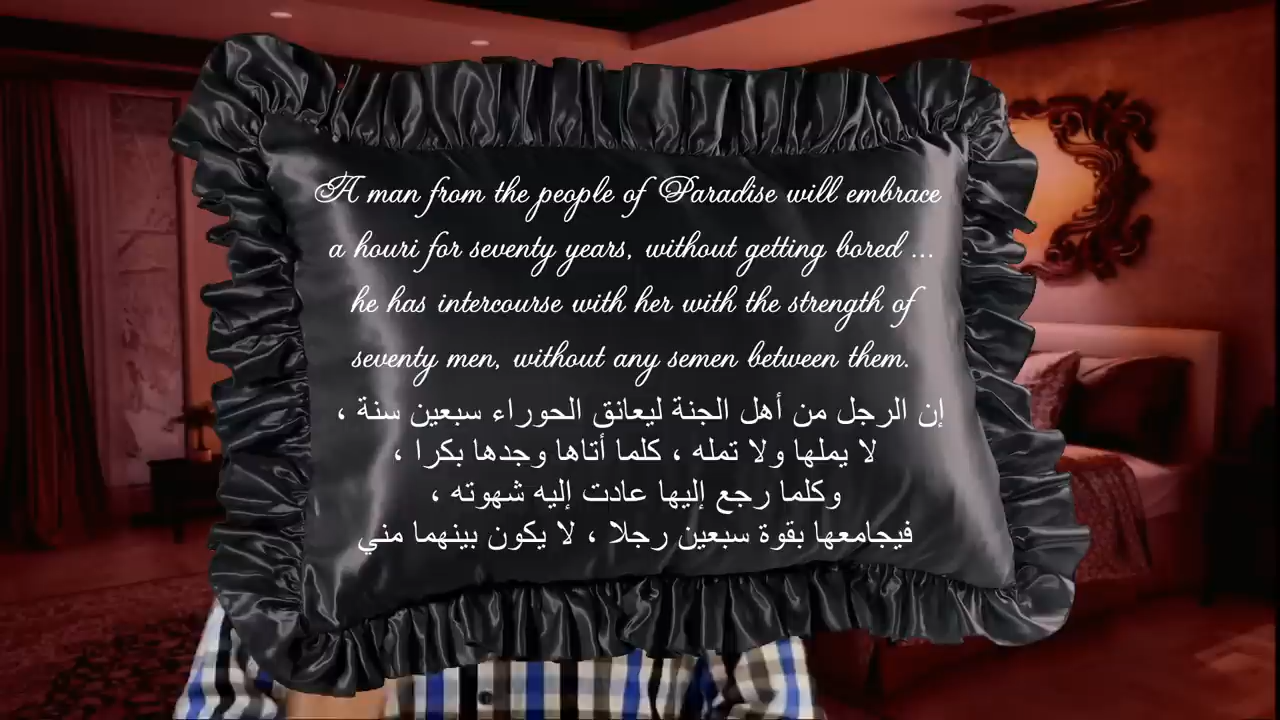 A man from the people of Paradise will embrace
a houri for seventy years, without getting bored ...
he has intercourse with her with the strength of
seventy men, without any semen between them.
إن الرجل من أهل الجنة ليعانق الحوراء سبعين سنة ،
لا يملها ولا تمله ، كلما أتاها وجدها بكرا ،
وكلما رجع إليها عادت إليه شهوته ،
فيجامعها بقوة سبعين رجلا ، لا يكون بينهما مني